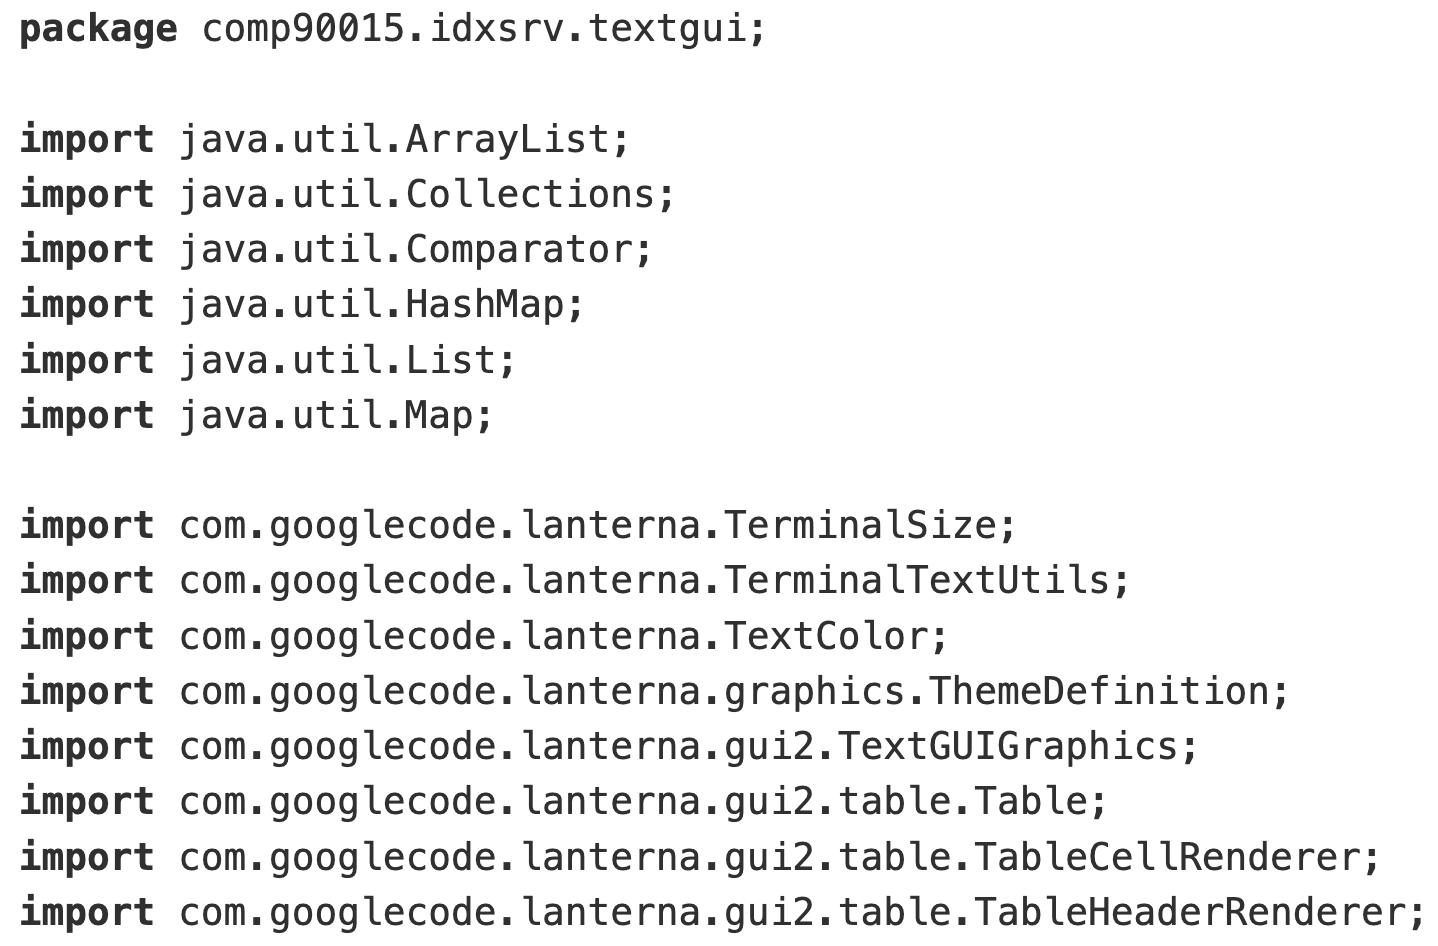 package comp90015.idxsrv.textgui;
import java.util.ArrayList;
import java.util.Collections;
import java.util.Comparator;
import java.util.HashMap;
import java.util.List;
import java.util.Map;
import com.googlecode.lanterna.TerminalSize;
import com.googlecode.lanterna.TerminalTextUtils;
import com.googlecode.lanterna.TextColor;
import com.googlecode.lanterna.graphics.ThemeDefinition;
import com.googlecode.lanterna.gui2.TextGUIGraphics;
import com.googlecode.lanterna.gui2.table.Table;
import com.googlecode.lanterna.gui2.table.TableCellRenderer;
import com.googlecode.lanterna.gui2.table.TableHeaderRenderer;